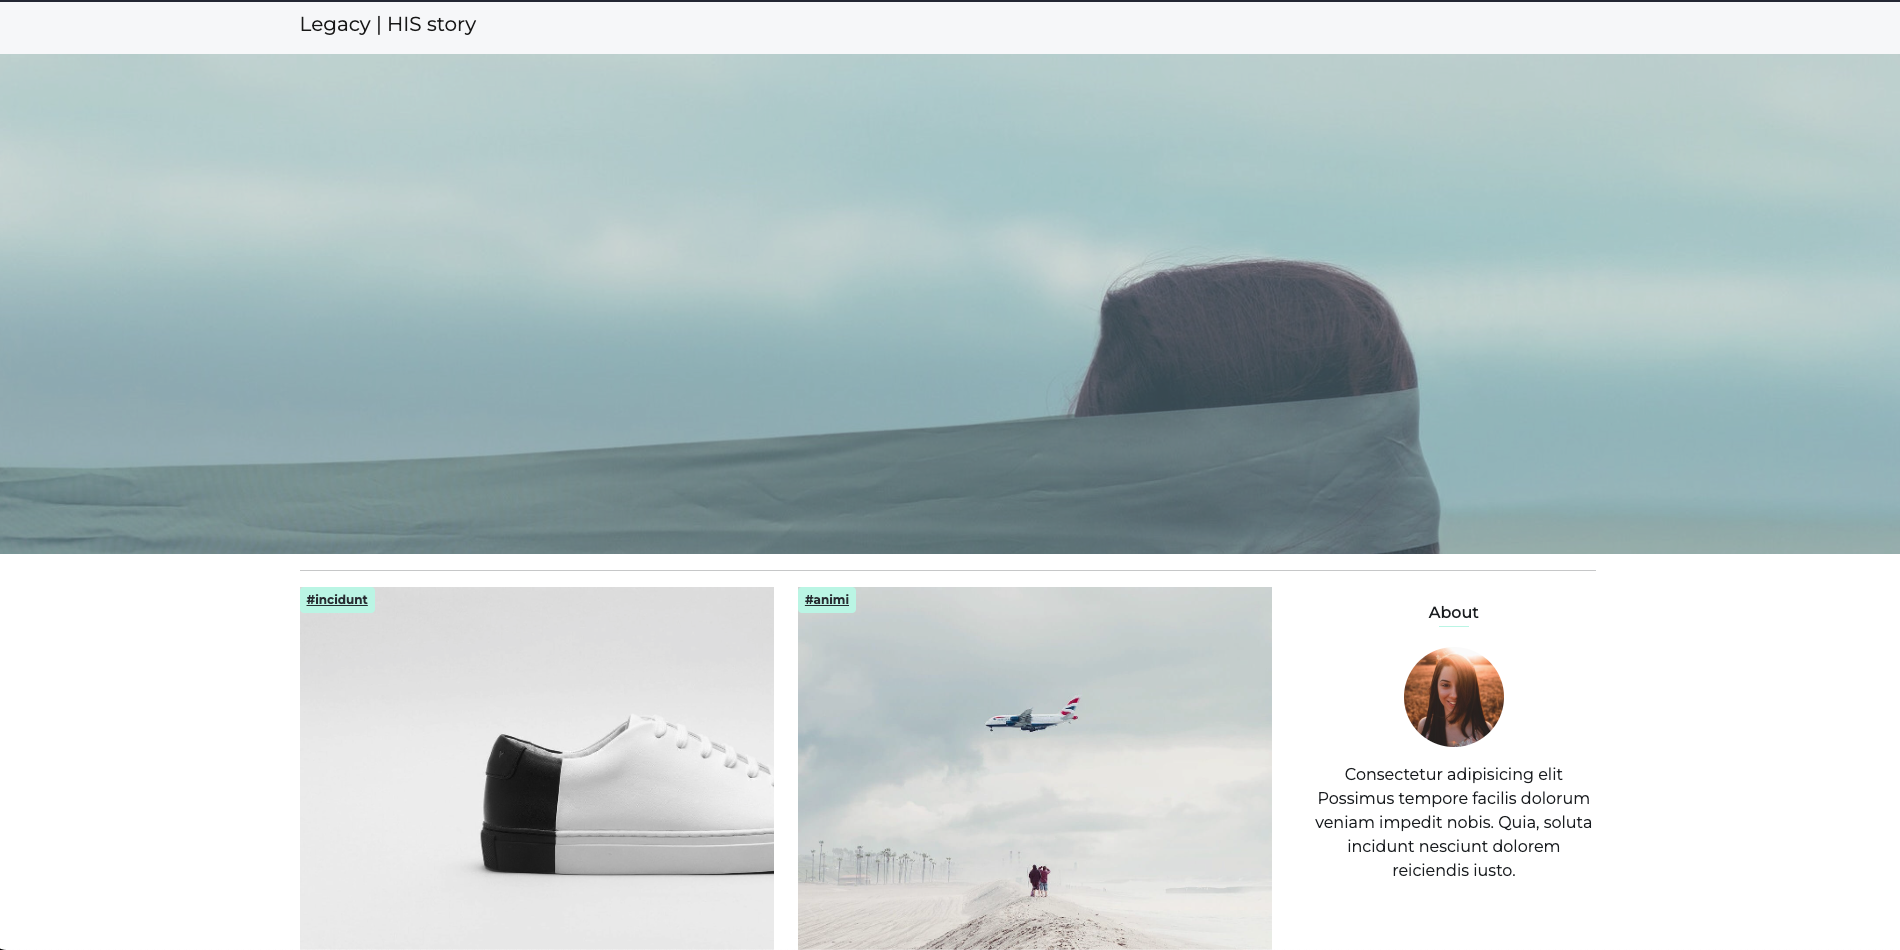 Legacy | HIS story
#incidunt
#animi
About
Consectetur adipisicing elit
Possimus tempore facilis dolorum
veniam impedit nobis. Quia, soluta
incidunt nesciunt dolorem
reiciendis iusto.